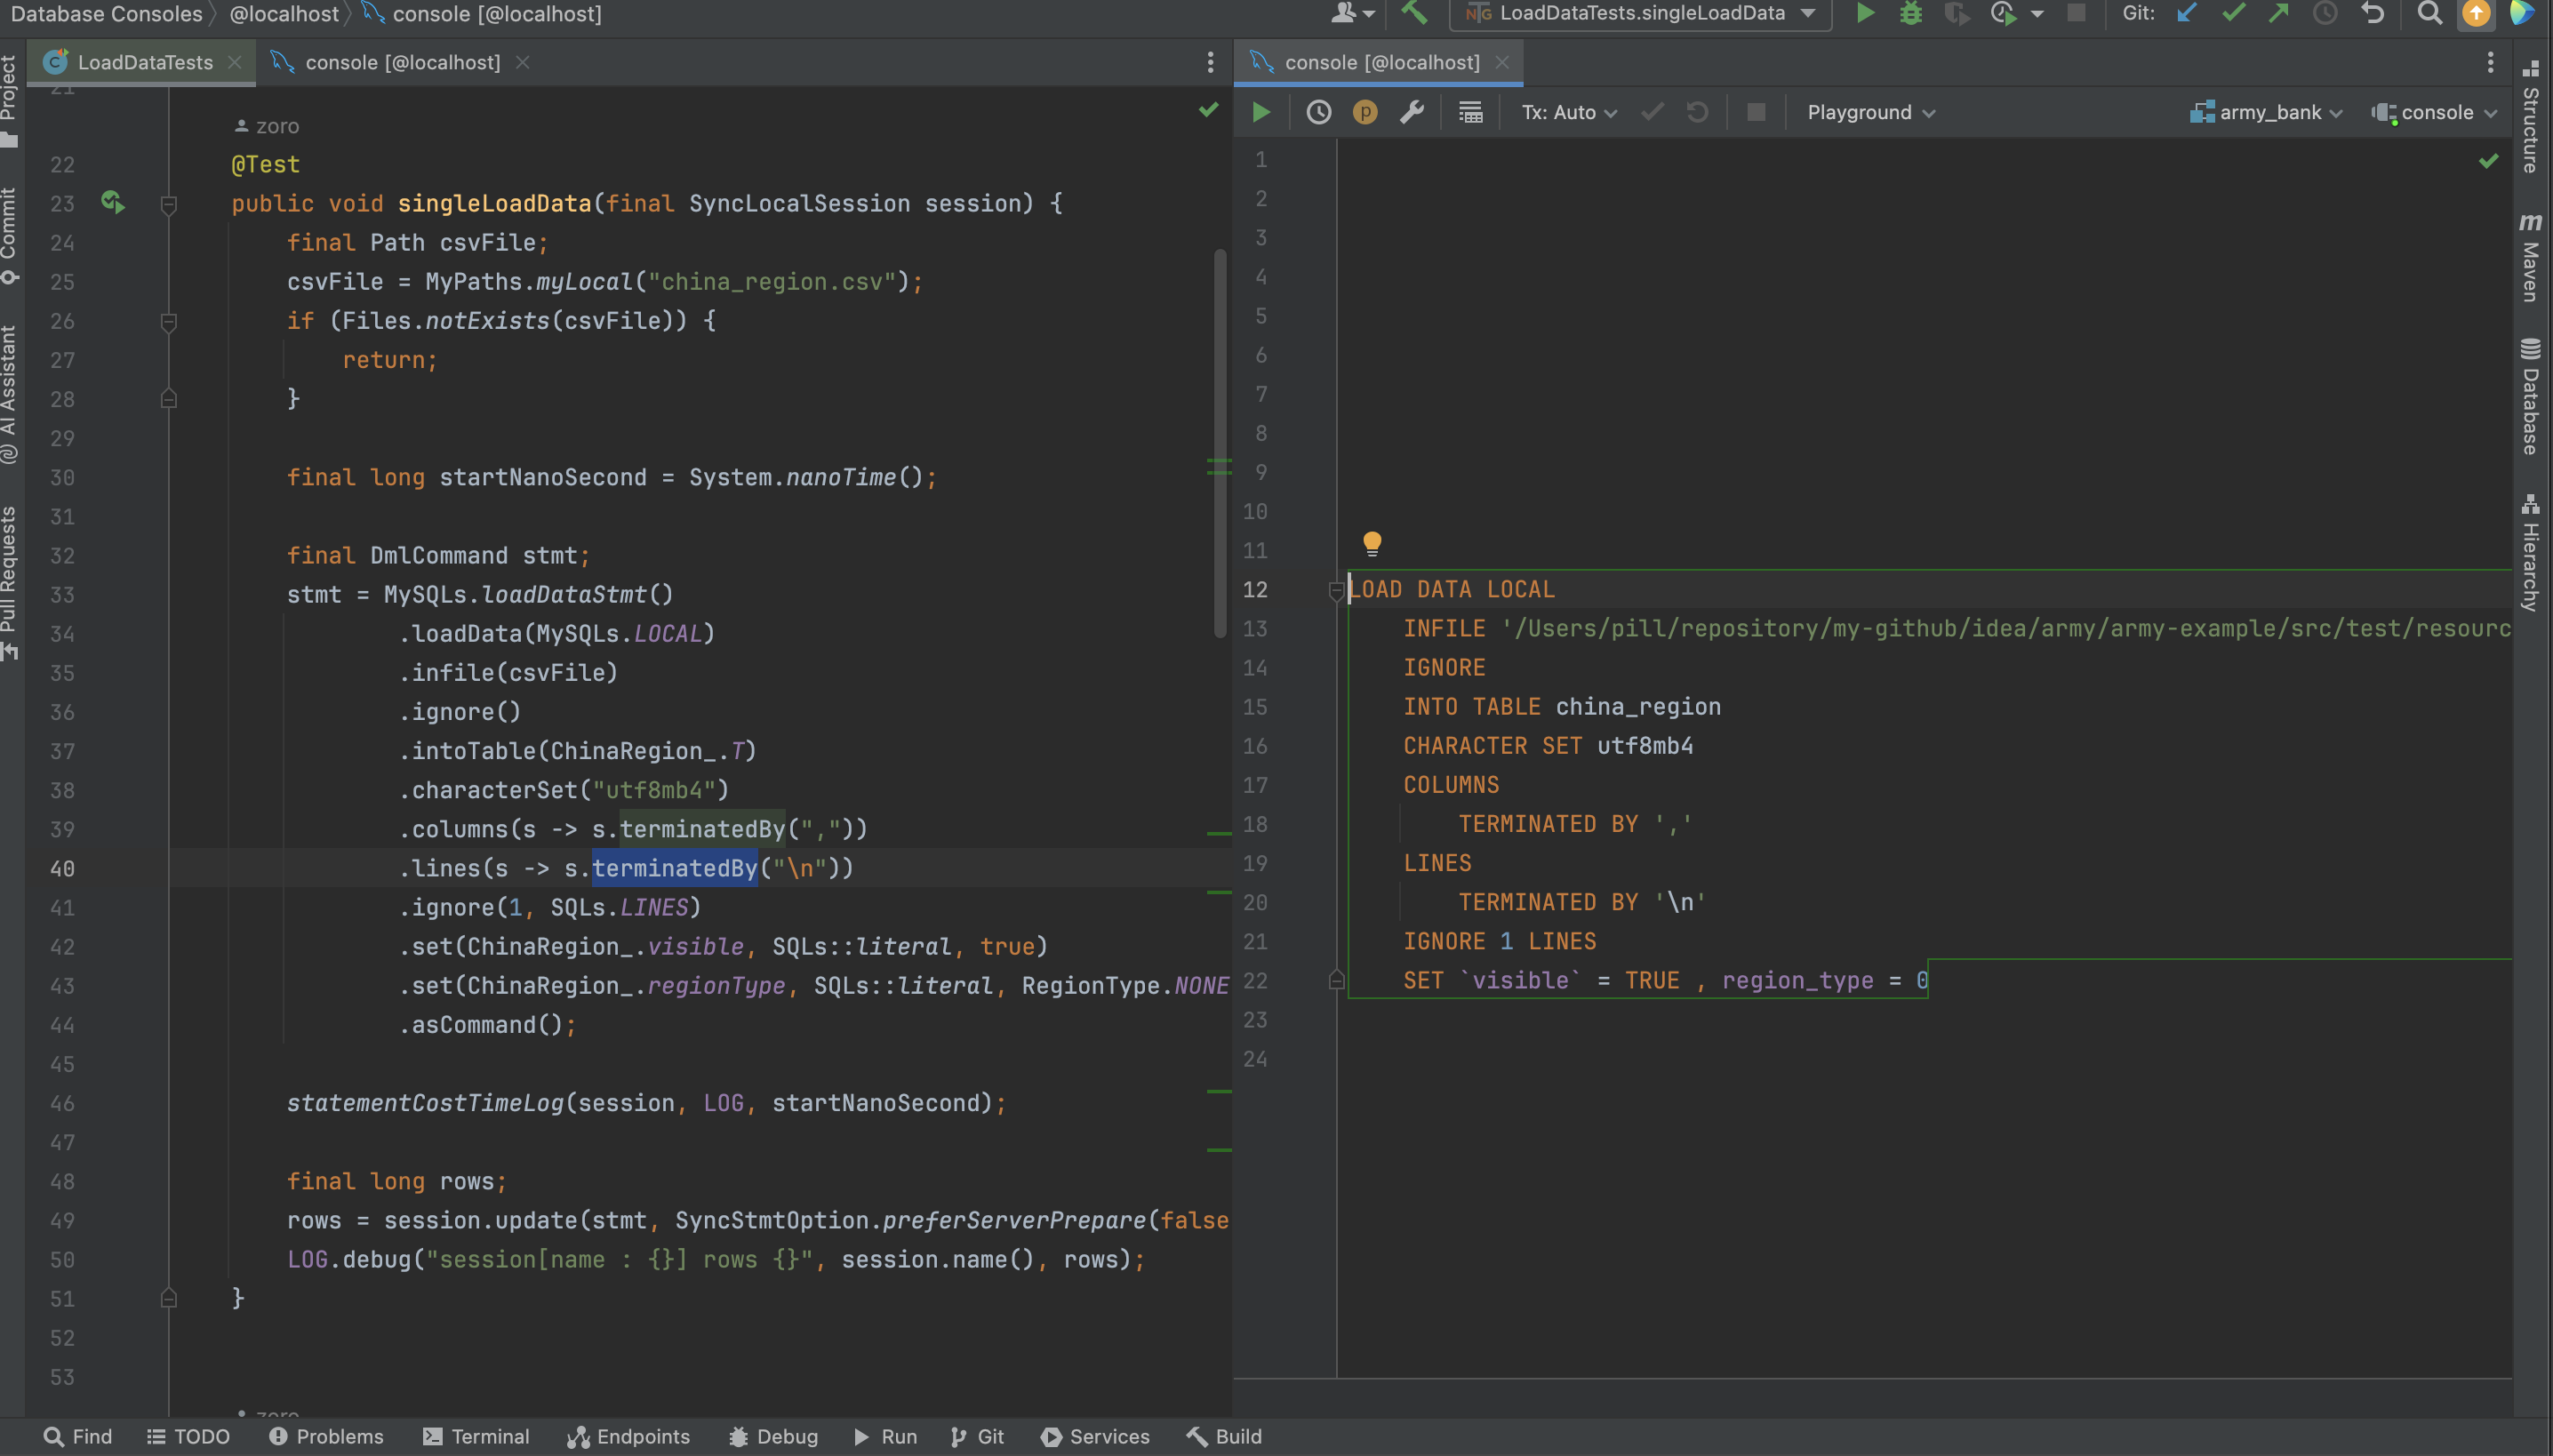 Database Consoles @localhost console [@localhost]
LoadDataTests.singleLoadData
Git:
LoadDataTests
console [@localhost]
console [@localhost]
Tx: Auto
Playground
army_bank
console
Project
Commit
AI Assistant
Pull Requests
21
zoro
22 @Test
23 public void singleLoadData(final SyncLocalSession session) {
24 final Path csvFile;
25 csvFile = MyPaths.myLocal("china_region.csv");
26 if (Files.notExists(csvFile)) {
27 return;
28 }
29
30 final long startNanoSecond = System.nanoTime();
31
32 final DmlCommand stmt;
33 stmt = MySQLs.loadDataStmt()
34 .loadData(MySQLs.LOCAL)
35 .infile(csvFile)
36 .ignore()
37 .intoTable(ChinaRegion_.T)
38 .characterSet("utf8mb4")
39 .columns(s -> s.terminatedBy(","))
40 .lines(s -> s.terminatedBy("\n"))
41 .ignore(1, SQLs.LINES)
42 .set(ChinaRegion_.visible, SQLs::literal, true)
43 .set(ChinaRegion_.regionType, SQLs::literal, RegionType.NONE
44 .asCommand();
45
46 statementCostTimeLog(session, LOG, startNanoSecond);
47
48 final long rows;
49 rows = session.update(stmt, SyncStmtOption.preferServerPrepare(false
50 LOG.debug("session[name : {}] rows {}", session.name(), rows);
51 }
52
53
zoro
1
2
3
4
5
6
7
8
9
10
11
12 LOAD DATA LOCAL
13 INFILE '/Users/pill/repository/my-github/idea/army/army-example/src/test/resourc
14 IGNORE
15 INTO TABLE china_region
16 CHARACTER SET utf8mb4
17 COLUMNS
18 TERMINATED BY ','
19 LINES
20 TERMINATED BY '\n'
21 IGNORE 1 LINES
22 SET `visible` = TRUE , region_type = 0
23
24
Structure
m Maven
Database
Hierarchy
Find TODO Problems Terminal Endpoints Debug Run Git Services Build